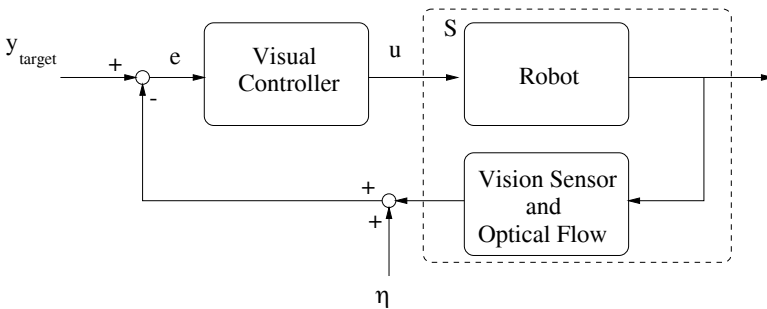 y_target
+
-
e
Visual
Controller
u
S
Robot
Vision Sensor
and
Optical Flow
+
+
η